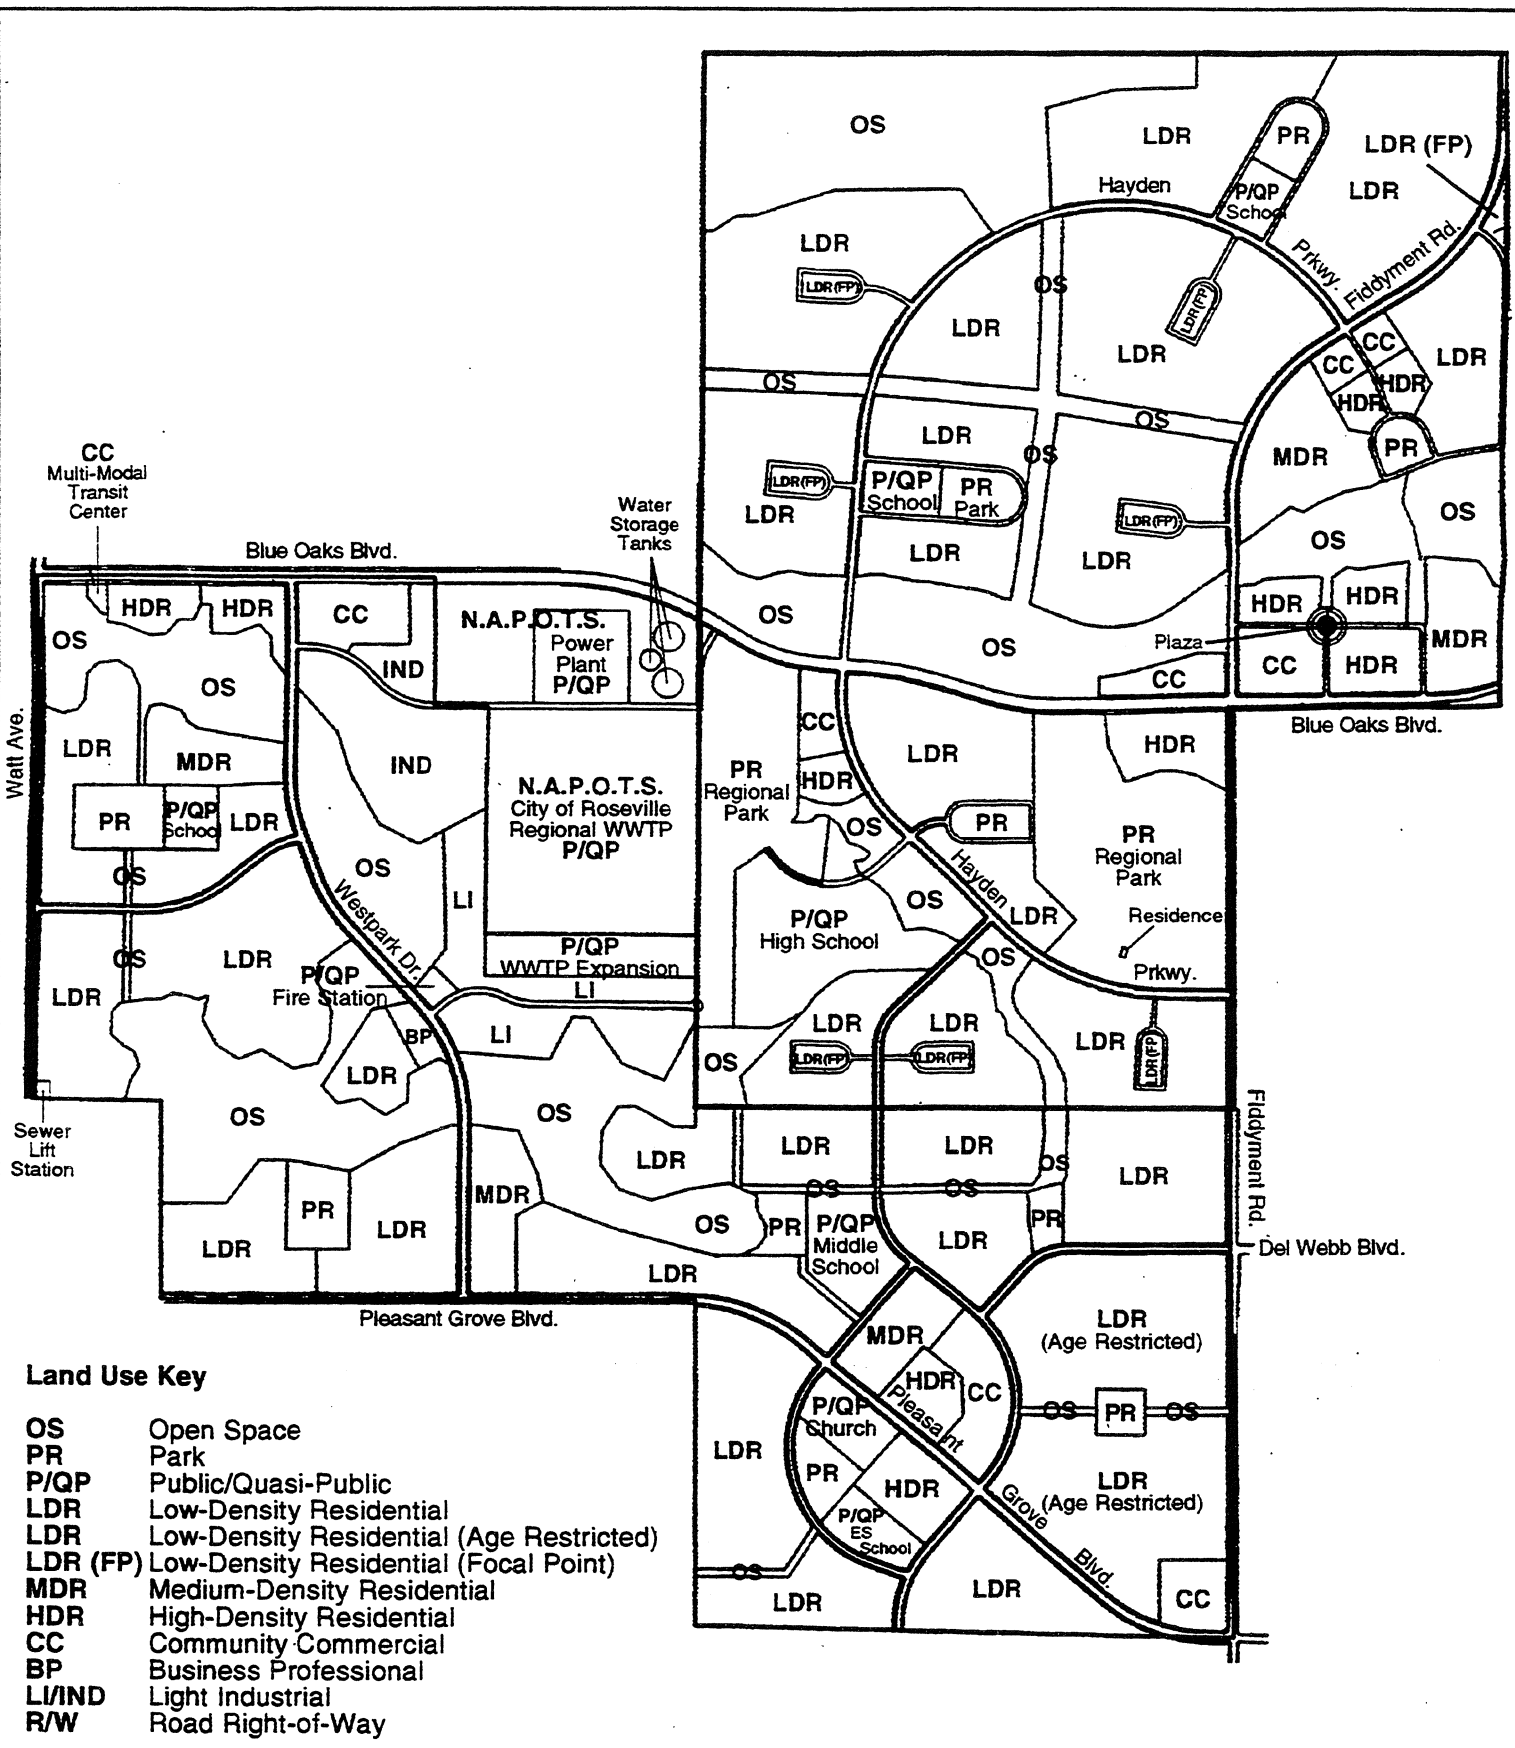 OS
LDR
PR
LDR (FP)
P/QP
School
LDR
Hayden
Prkwy.
Fiddyment Rd.
LDR
LDR (FP)
OS
LDR (FP)
LDR
LDR
CC
CC
LDR
HDR
HDR
OS
OS
LDR
OS
MDR
PR
LDR (FP)
P/QP
School
PR
Park
LDR
LDR (FP)
OS
OS
LDR
LDR
CC
Multi-Modal
Transit
Center
Water
Storage
Tanks
Blue Oaks Blvd.
HDR
HDR
CC
N.A.P.O.T.S.
Power
Plant
P/QP
OS
OS
HDR
HDR
Plaza
MDR
CC
CC
HDR
Blue Oaks Blvd.
OS
IND
OS
Watt Ave.
LDR
MDR
IND
PR
P/QP
School
LDR
N.A.P.O.T.S.
City of Roseville
Regional WWTP
P/QP
CC
LDR
HDR
PR
Regional
Park
HDR
OS
PR
PR
Regional
Park
OS
OS
Westpark Dr.
LI
Hayden
OS
LDR
Residence
P/QP
High School
OS
LDR
P/QP
Fire Station
P/QP
WWTP Expansion
LI
OS
Prkwy.
LDR
BP
LI
LDR
LDR
LDR
LDR (FP)
LDR (FP)
LDR (FP)
OS
LDR
OS
OS
Sewer
Lift
Station
Fiddyment Rd.
LDR
LDR
LDR
OS
LDR
MDR
OS
OS
PR
LDR
LDR
OS
PR
P/QP
Middle
School
LDR
PR
Del Webb Blvd.
LDR
Pleasant Grove Blvd.
LDR
(Age Restricted)
MDR
HDR
CC
Pleasant
P/QP
Church
OS
PR
OS
LDR
PR
HDR
LDR
(Age Restricted)
Grove
P/QP
ES
School
Blvd.
OS
LDR
LDR
CC
Land Use Key
OS Open Space
PR Park
P/QP Public/Quasi-Public
LDR Low-Density Residential
LDR Low-Density Residential (Age Restricted)
LDR (FP) Low-Density Residential (Focal Point)
MDR Medium-Density Residential
HDR High-Density Residential
CC Community Commercial
BP Business Professional
LI/IND Light Industrial
R/W Road Right-of-Way